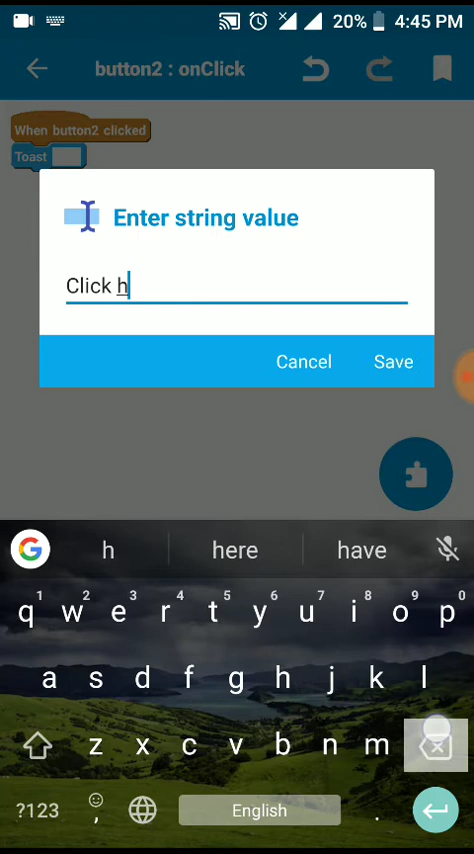 20% 4:45 PM
button2 : onClick
When button2 clicked
Toast
Enter string value
Click h
Cancel Save
G h here have
1 2 3 4 5 6 7 8 9 0
q w e r t y u i o p
a s d f g h j k l
z x c v b n m
?123 , English .